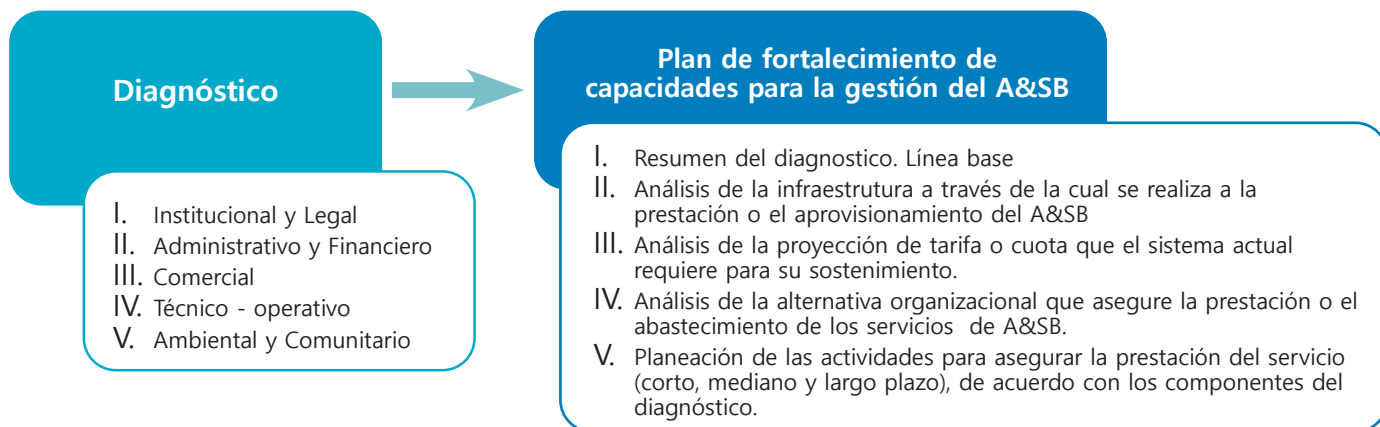 Diagnóstico
I. Institucional y Legal
II. Administrativo y Financiero
III. Comercial
IV. Técnico - operativo
V. Ambiental y Comunitario
Plan de fortalecimiento de
capacidades para la gestión del A&SB
I. Resumen del diagnostico. Línea base
II. Análisis de la infraestrutura a través de la cual se realiza a la
prestación o el aprovisionamiento del A&SB
III. Análisis de la proyección de tarifa o cuota que el sistema actual
requiere para su sostenimiento.
IV. Análisis de la alternativa organizacional que asegure la prestación o el
abastecimiento de los servicios de A&SB.
V. Planeación de las actividades para asegurar la prestación del servicio
(corto, mediano y largo plazo), de acuerdo con los componentes del
diagnóstico.